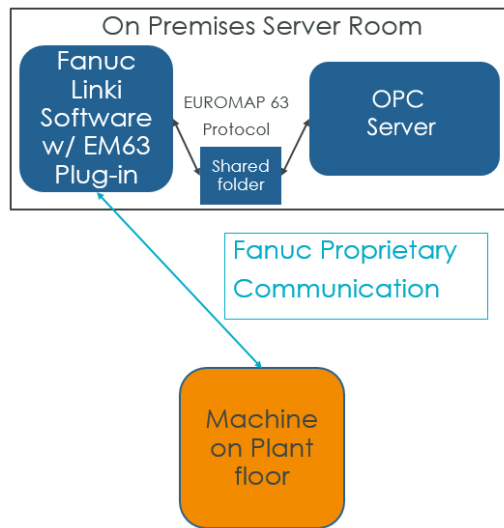 On Premises Server Room
Fanuc
Linki
Software
w/ EM63
Plug-in
EUROMAP 63
Protocol
Shared
folder
OPC
Server
Fanuc Proprietary
Communication
Machine
on Plant
floor